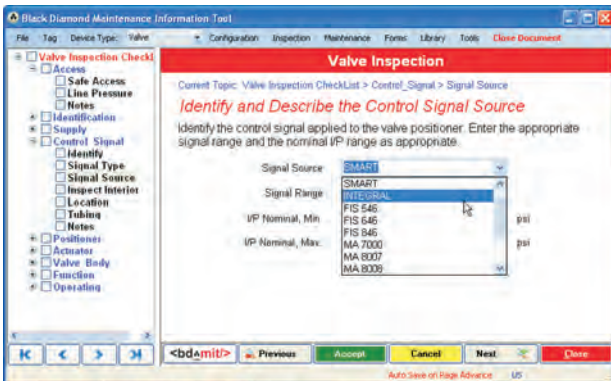 Black Diamond Maintenance Information Tool
File Tag Device Type: Valve Configuration Inspection Maintenance Forms Library Tools Close Document
Valve Inspection Checkl
Access
Safe Access
Line Pressure
Notes
Identification
Supply
Control Signal
Identify
Signal Type
Signal Source
Inspect Interior
Location
Tubing
Notes
Positioner
Actuator
Valve Body
Function
Operating
Valve Inspection
Current Topic: Valve Inspection CheckList > Control_Signal > Signal Source
Identify and Describe the Control Signal Source
Identify the control signal applied to the valve positioner. Enter the appropriate
signal range and the nominal I/P range as appropriate.
Signal Source SMART
Signal Range
I/P Nominal, Min psi
I/P Nominal, Max psi
SMART
INTEGRAL
FIS 546
FIS 646
FIS 846
MA 7000
MA 8007
MA 8008
<bdamit/> Previous Accept Cancel Next Close
Auto Save on Page Advance US